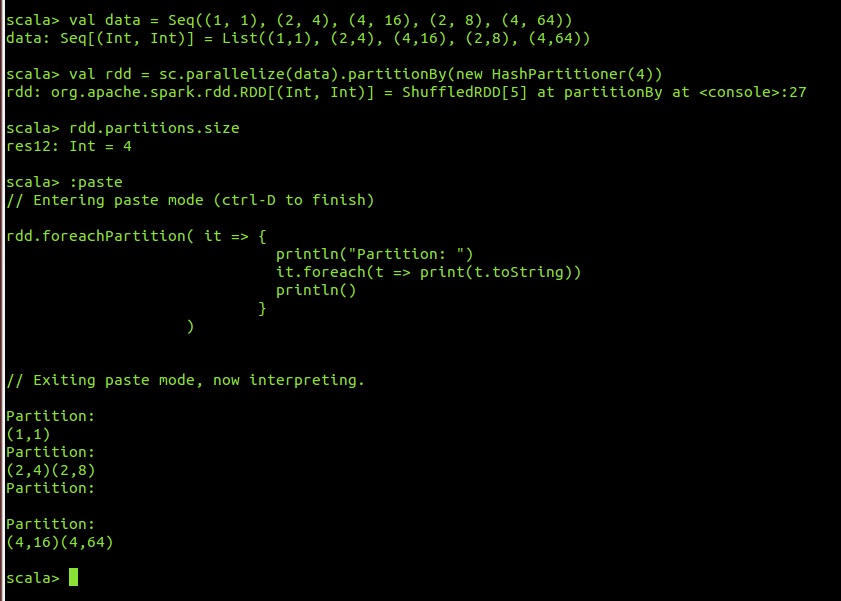 scala> val data = Seq((1, 1), (2, 4), (4, 16), (2, 8), (4, 64))
data: Seq[(Int, Int)] = List((1,1), (2,4), (4,16), (2,8), (4,64))
scala> val rdd = sc.parallelize(data).partitionBy(new HashPartitioner(4))
rdd: org.apache.spark.rdd.RDD[(Int, Int)] = ShuffledRDD[5] at partitionBy at <console>:27
scala> rdd.partitions.size
res12: Int = 4
scala> :paste
// Entering paste mode (ctrl-D to finish)
rdd.foreachPartition( it => {
println("Partition: ")
it.foreach(t => print(t.toString))
println()
}
)
// Exiting paste mode, now interpreting.
Partition:
(1,1)
Partition:
(2,4)(2,8)
Partition:
Partition:
(4,16)(4,64)
scala>